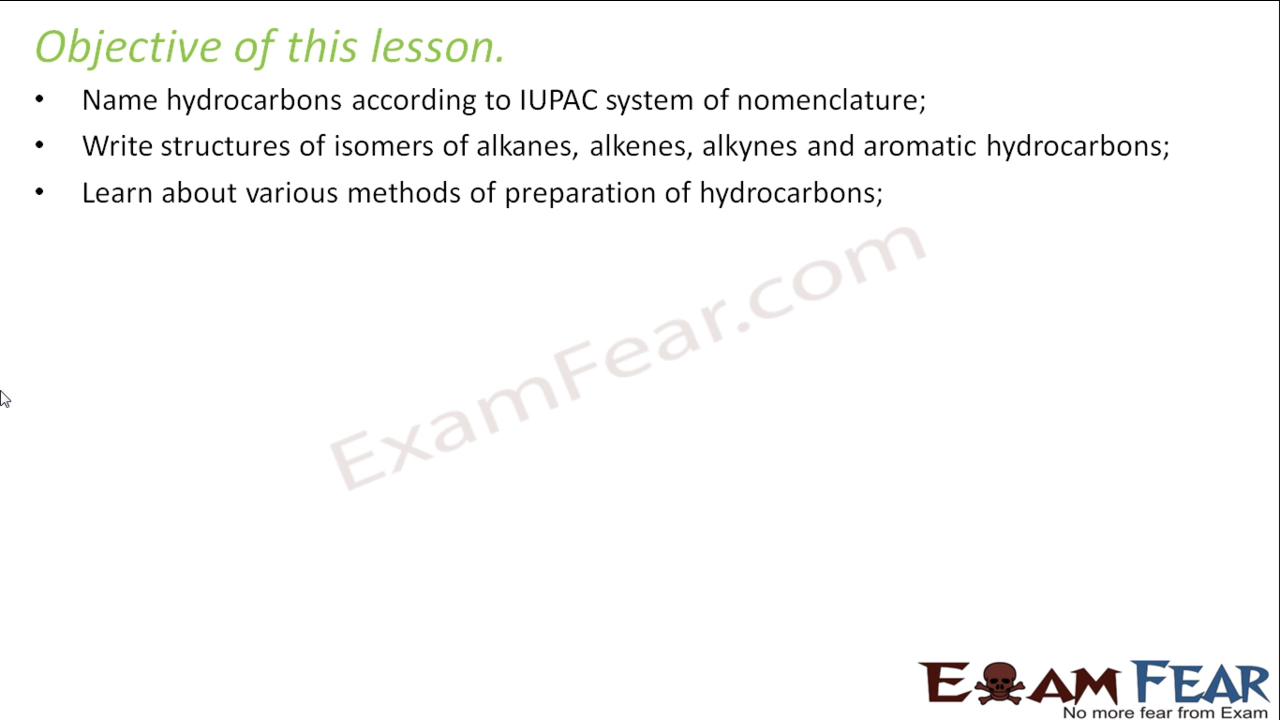 Objective of this lesson.
• Name hydrocarbons according to IUPAC system of nomenclature;
• Write structures of isomers of alkanes, alkenes, alkynes and aromatic hydrocarbons;
• Learn about various methods of preparation of hydrocarbons;
ExamFear.com
EXAM FEAR
No more fear from Exam